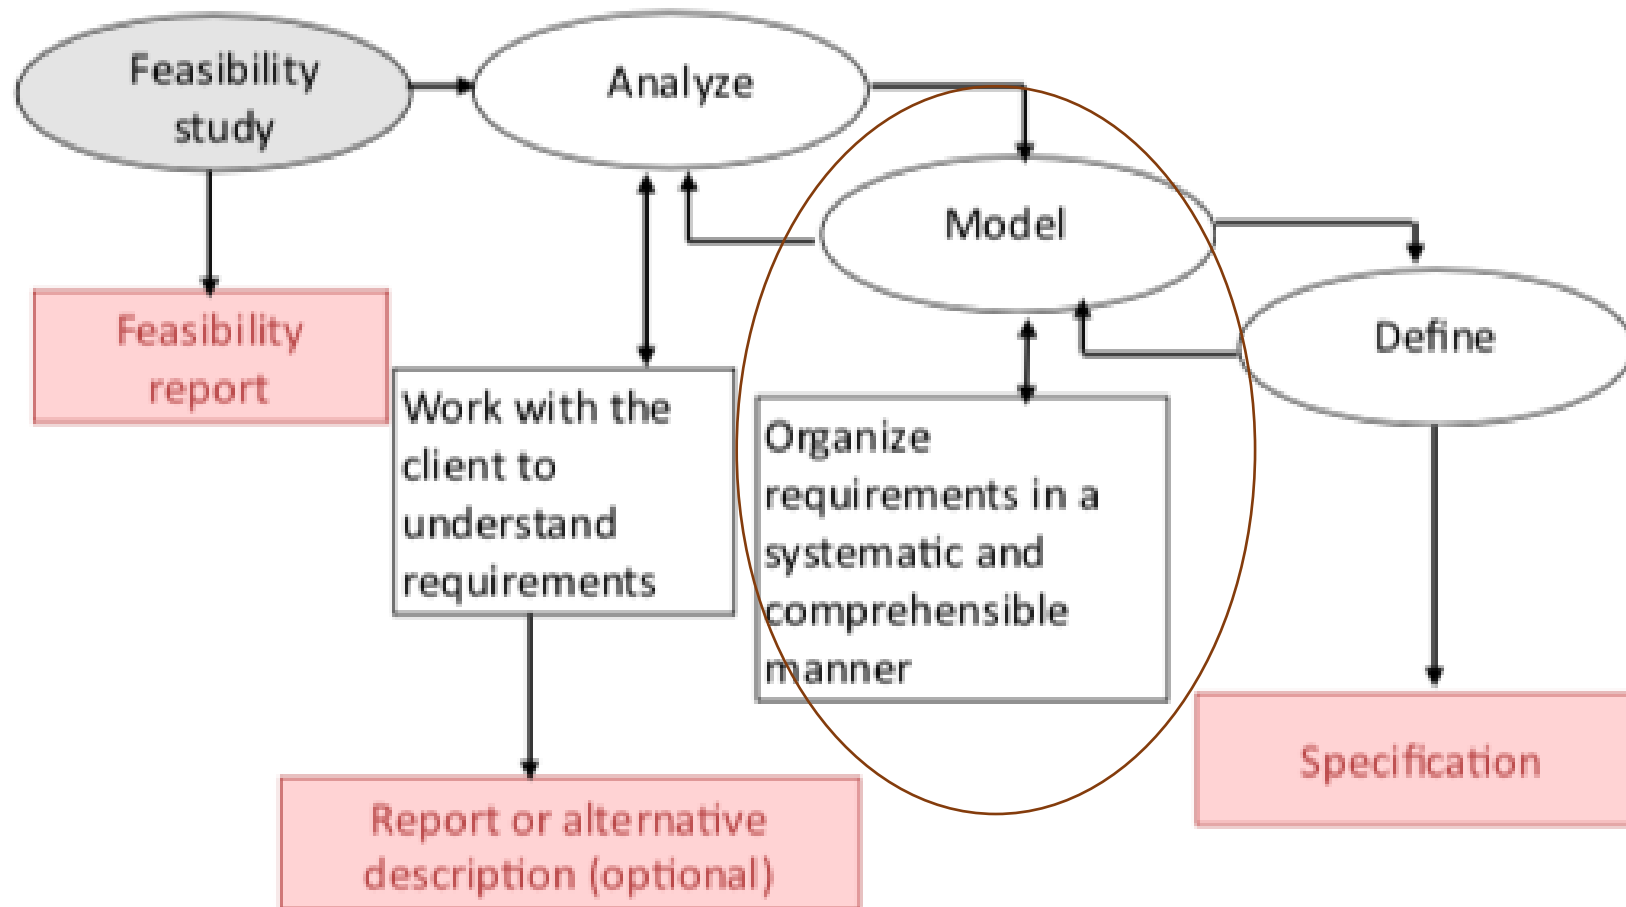 Feasibility
study
Analyze
Model
Define
Feasibility
report
Work with the
client to
understand
requirements
Organize
requirements in a
systematic and
comprehensible
manner
Specification
Report or alternative
description (optional)